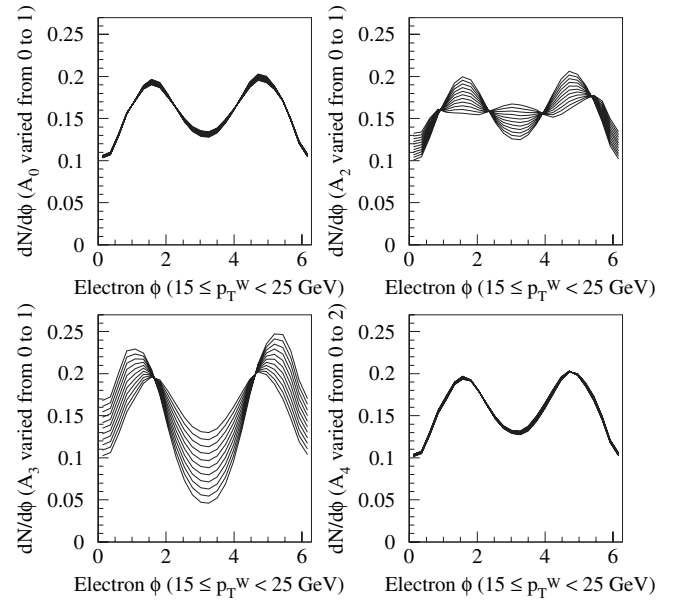 dN/dϕ (A0 varied from 0 to 1)
0.25
0.2
0.15
0.1
0.05
0
0 2 4 6
Electron ϕ (15 ≤ pTW < 25 GeV)
dN/dϕ (A2 varied from 0 to 1)
0.25
0.2
0.15
0.1
0.05
0
0 2 4 6
Electron ϕ (15 ≤ pTW < 25 GeV)
dN/dϕ (A3 varied from 0 to 1)
0.25
0.2
0.15
0.1
0.05
0
0 2 4 6
Electron ϕ (15 ≤ pTW < 25 GeV)
dN/dϕ (A4 varied from 0 to 2)
0.25
0.2
0.15
0.1
0.05
0
0 2 4 6
Electron ϕ (15 ≤ pTW < 25 GeV)